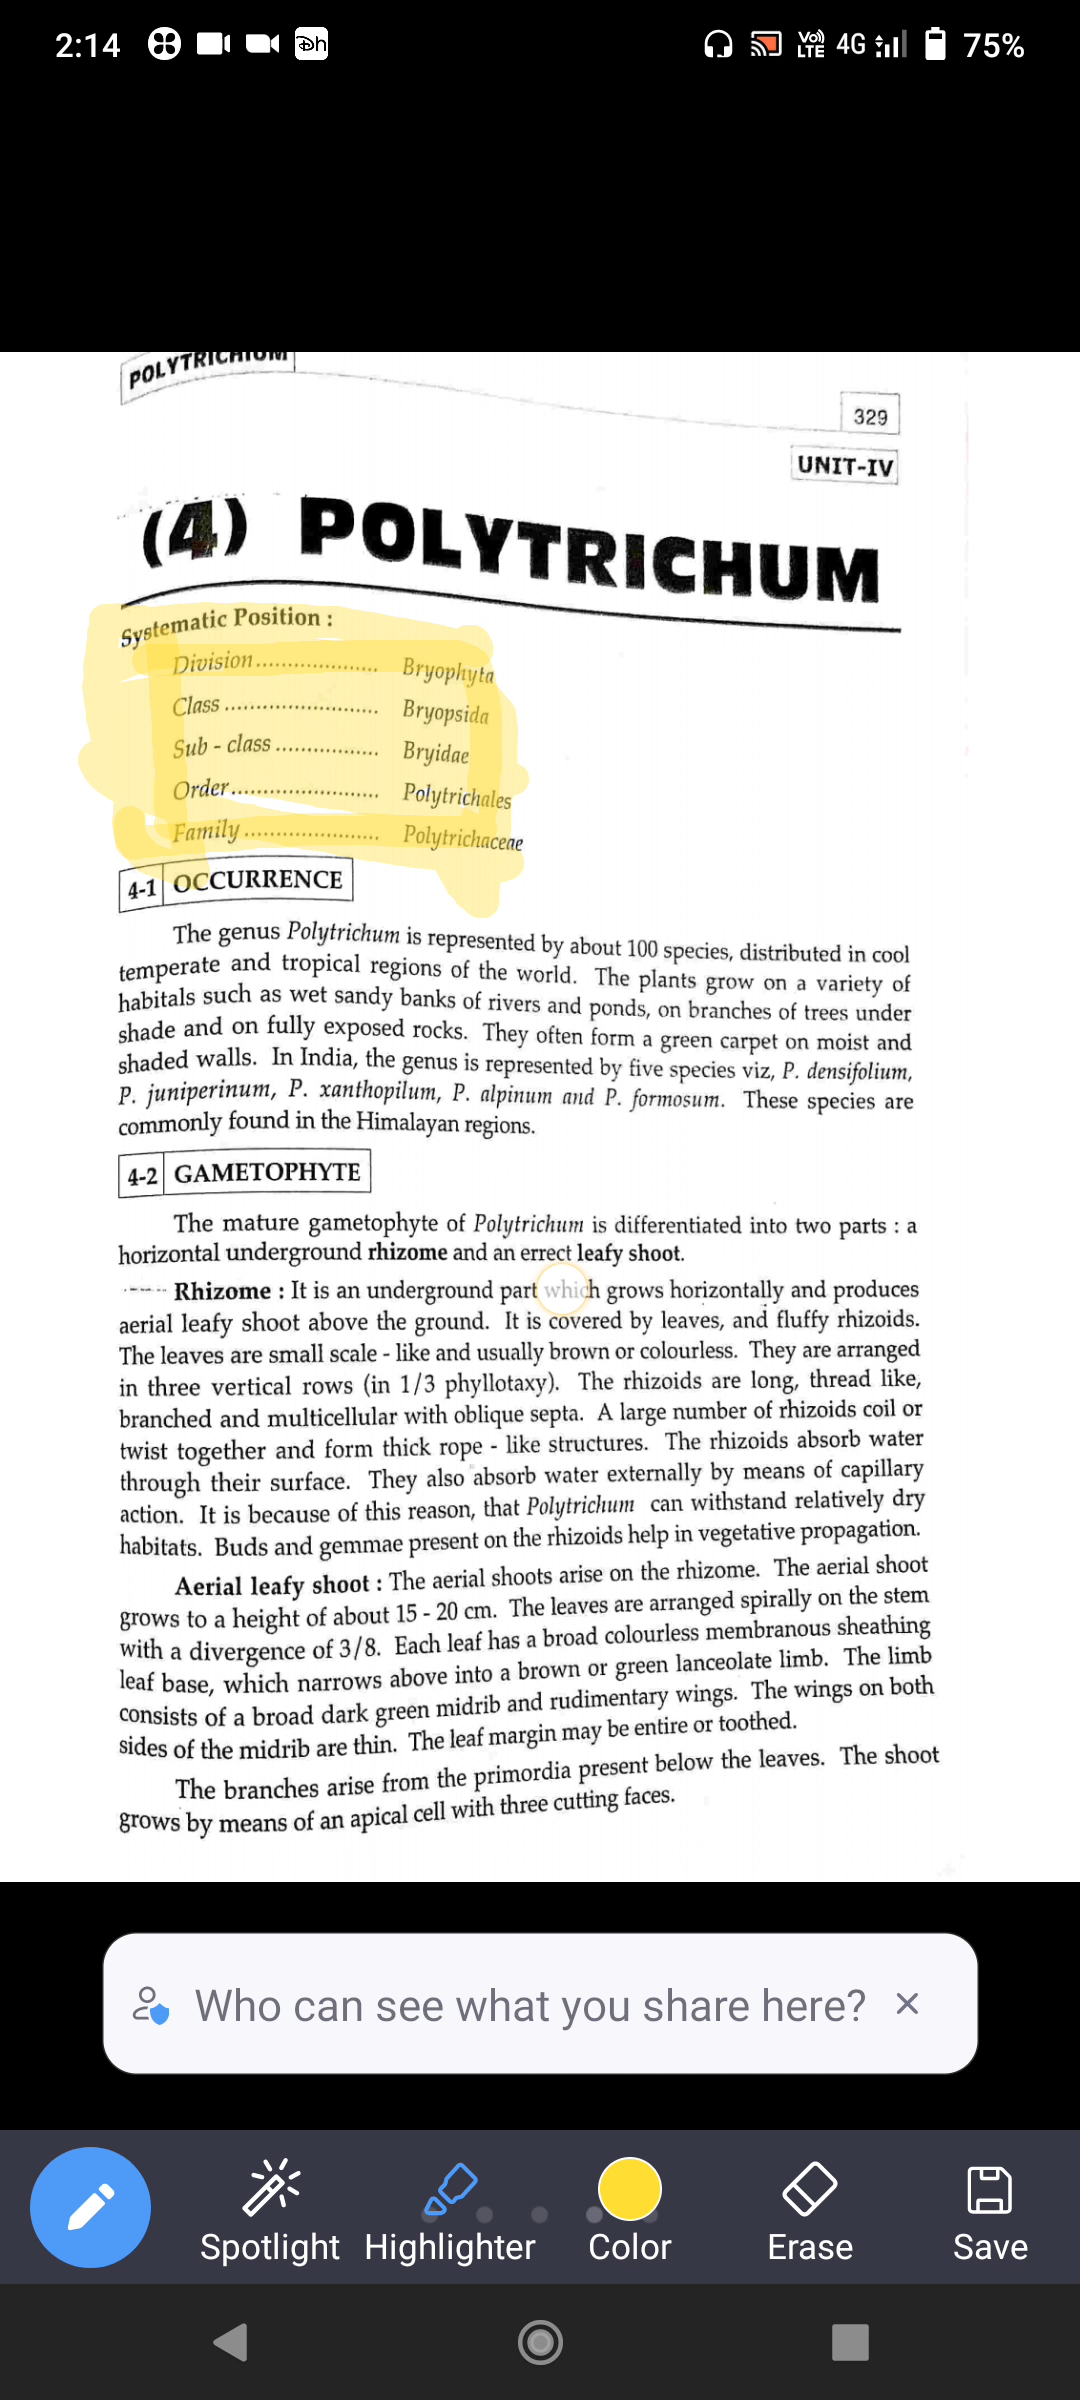 2:14 Dh Vo) LTE 4G 75%
POLYTRICHUM
329
UNIT-IV
(4) POLYTRICHUM
Systematic Position :
Division .................... Bryophyta
Class ......................... Bryopsida
Sub - class ................. Bryidae
Order ........................ Polytrichales
Family ...................... Polytrichaceae
4-1 OCCURRENCE
The genus Polytrichum is represented by about 100 species, distributed in cool
temperate and tropical regions of the world. The plants grow on a variety of
habitals such as wet sandy banks of rivers and ponds, on branches of trees under
shade and on fully exposed rocks. They often form a green carpet on moist and
shaded walls. In India, the genus is represented by five species viz, P. densifolium,
P. juniperinum, P. xanthopilum, P. alpinum and P. formosum. These species are
commonly found in the Himalayan regions.
4-2 GAMETOPHYTE
The mature gametophyte of Polytrichum is differentiated into two parts : a
horizontal underground rhizome and an errect leafy shoot.
Rhizome : It is an underground part which grows horizontally and produces
aerial leafy shoot above the ground. It is covered by leaves, and fluffy rhizoids.
The leaves are small scale - like and usually brown or colourless. They are arranged
in three vertical rows (in 1/3 phyllotaxy). The rhizoids are long, thread like,
branched and multicellular with oblique septa. A large number of rhizoids coil or
twist together and form thick rope - like structures. The rhizoids absorb water
through their surface. They also absorb water externally by means of capillary
action. It is because of this reason, that Polytrichum can withstand relatively dry
habitats. Buds and gemmae present on the rhizoids help in vegetative propagation.
Aerial leafy shoot : The aerial shoots arise on the rhizome. The aerial shoot
grows to a height of about 15 - 20 cm. The leaves are arranged spirally on the stem
with a divergence of 3/8. Each leaf has a broad colourless membranous sheathing
leaf base, which narrows above into a brown or green lanceolate limb. The limb
consists of a broad dark green midrib and rudimentary wings. The wings on both
sides of the midrib are thin. The leaf margin may be entire or toothed.
The branches arise from the primordia present below the leaves. The shoot
grows by means of an apical cell with three cutting faces.
Who can see what you share here?
Spotlight Highlighter Color Erase Save